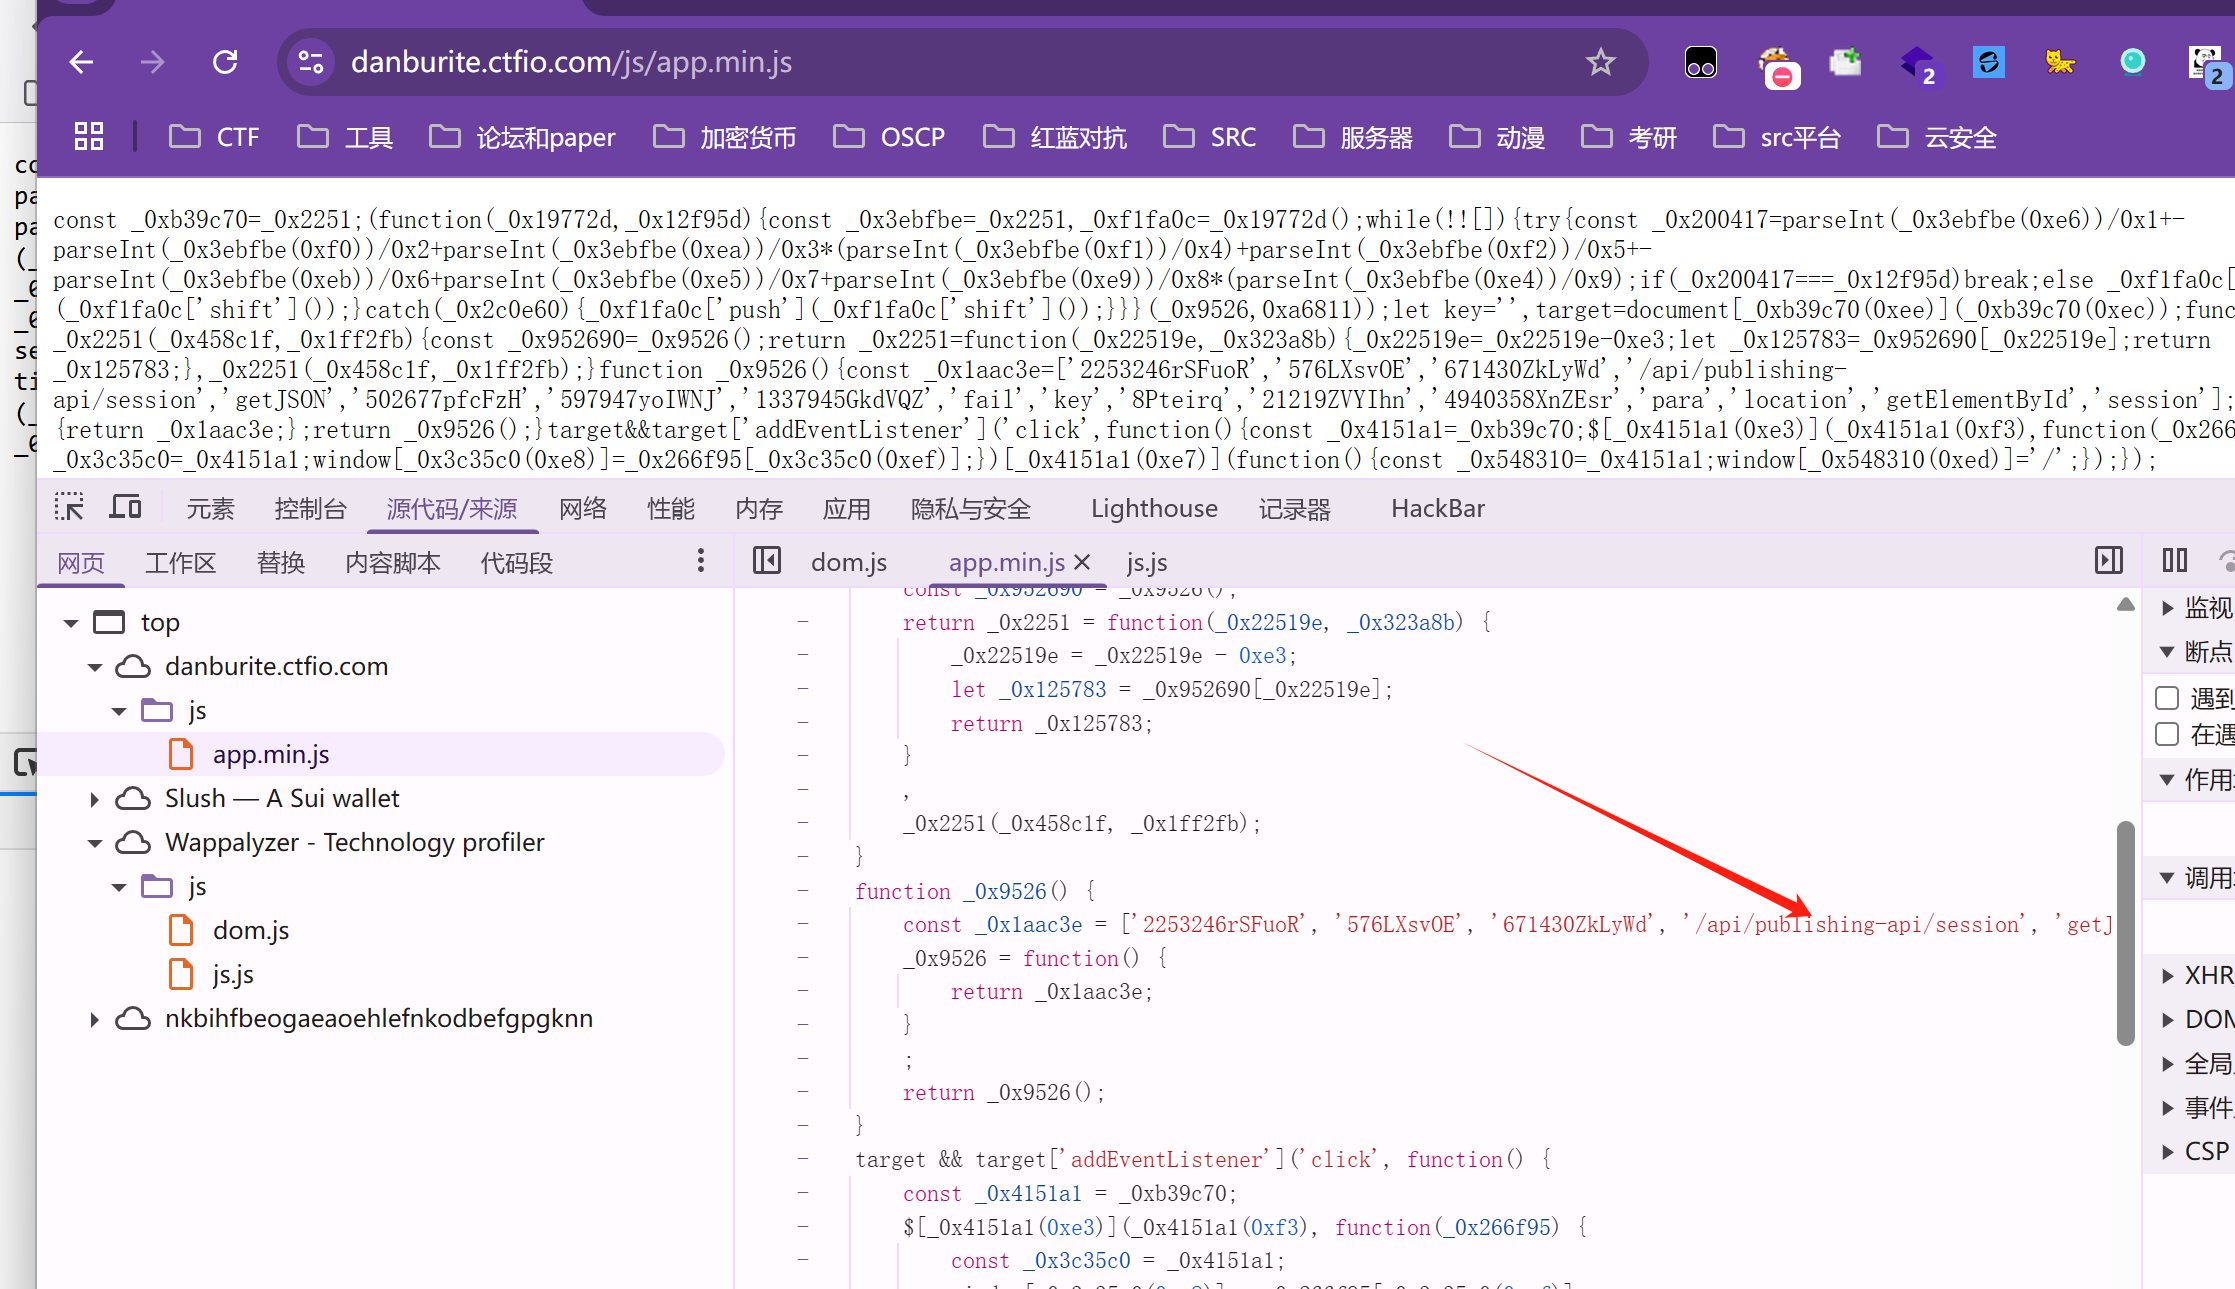 danburite.ctfio.com/js/app.min.js
2
2
CTF 工具 论坛和paper 加密货币 OSCP 红蓝对抗 SRC 服务器 动漫 考研 src平台 云安全
const _0xb39c70=_0x2251;(function(_0x19772d,_0x12f95d){const _0x3ebfbe=_0x2251,_0xf1fa0c=_0x19772d();while(!![]){try{const _0x200417=parseInt(_0x3ebfbe(0xe6))/0x1+-
parseInt(_0x3ebfbe(0xf0))/0x2+parseInt(_0x3ebfbe(0xea))/0x3*(parseInt(_0x3ebfbe(0xf1))/0x4)+parseInt(_0x3ebfbe(0xf2))/0x5+-
parseInt(_0x3ebfbe(0xeb))/0x6+parseInt(_0x3ebfbe(0xe5))/0x7+parseInt(_0x3ebfbe(0xe9))/0x8*(parseInt(_0x3ebfbe(0xe4))/0x9);if(_0x200417===_0x12f95d)break;else _0xf1fa0c[
(_0xf1fa0c['shift']());}catch(_0x2c0e60){_0xf1fa0c['push'](_0xf1fa0c['shift']());}}}(_0x9526,0xa6811));let key='',target=document[_0xb39c70(0xee)](_0xb39c70(0xec));func
_0x2251(_0x458c1f,_0x1ff2fb){const _0x952690=_0x9526();return _0x2251=function(_0x22519e,_0x323a8b){_0x22519e=_0x22519e-0xe3;let _0x125783=_0x952690[_0x22519e];return
_0x125783;},_0x2251(_0x458c1f,_0x1ff2fb);}function _0x9526(){const _0x1aac3e=['2253246rSFuoR','576LXsvOE','671430ZkLyWd','/api/publishing-
api/session','getJSON','502677pfcFzH','597947yoIWNJ','1337945GkdVQZ','fail','key','8Pteirq','21219ZVYIhn','4940358XnZEsr','para','location','getElementById','session'];
{return _0x1aac3e;};return _0x9526();}target&&target['addEventListener']('click',function(){const _0x4151a1=_0xb39c70;$[_0x4151a1(0xe3)](_0x4151a1(0xf3),function(_0x266
_0x3c35c0=_0x4151a1;window[_0x3c35c0(0xe8)]=_0x266f95[_0x3c35c0(0xef)];})[_0x4151a1(0xe7)](function(){const _0x548310=_0x4151a1;window[_0x548310(0xed)]='/';});});
元素 控制台 源代码/来源 网络 性能 内存 应用 隐私与安全 Lighthouse 记录器 HackBar
网页 工作区 替换 内容脚本 代码段
top
danburite.ctfio.com
js
app.min.js
Slush — A Sui wallet
Wappalyzer - Technology profiler
js
dom.js
js.js
nkbihfbeogaeaoehlefnkodbefgpgknn
dom.js app.min.js js.js
const _0x952690 = _0x9526();
return _0x2251 = function(_0x22519e, _0x323a8b) {
_0x22519e = _0x22519e - 0xe3;
let _0x125783 = _0x952690[_0x22519e];
return _0x125783;
}
,
_0x2251(_0x458c1f, _0x1ff2fb);
}
function _0x9526() {
const _0x1aac3e = ['2253246rSFuoR', '576LXsvOE', '671430ZkLyWd', '/api/publishing-api/session', 'getJ
_0x9526 = function() {
return _0x1aac3e;
}
;
return _0x9526();
}
target && target['addEventListener']('click', function() {
const _0x4151a1 = _0xb39c70;
$[_0x4151a1(0xe3)](_0x4151a1(0xf3), function(_0x266f95) {
const _0x3c35c0 = _0x4151a1;
监视
断点
遇到
在遇
作用
调用
XHR
DOM
全局
事件
CSP